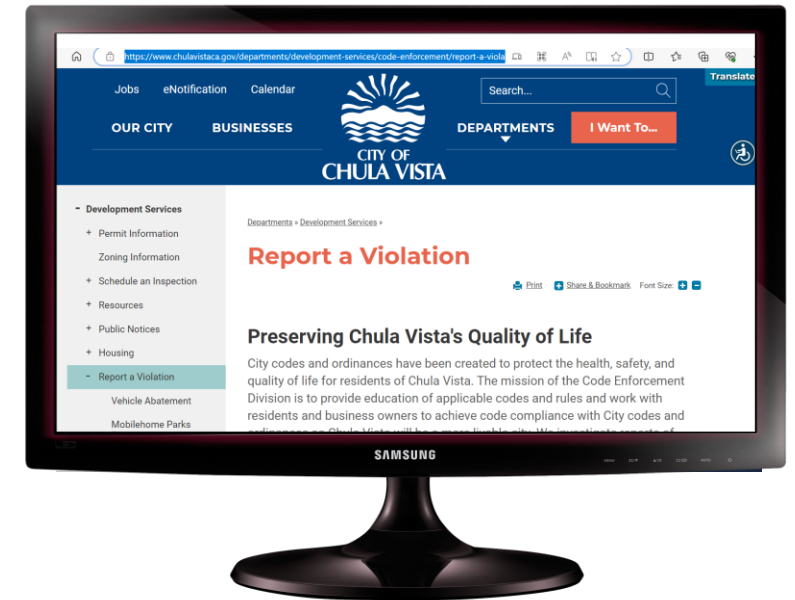 https://www.chulavistaca.gov/departments/development-services/code-enforcement/report-a-viola
Translate
Jobs eNotification Calendar
Search...
OUR CITY BUSINESSES
DEPARTMENTS I Want To...
CITY OF
CHULA VISTA
- Development Services
+ Permit Information
Zoning Information
+ Schedule an Inspection
+ Resources
+ Public Notices
+ Housing
- Report a Violation
Vehicle Abatement
Mobilehome Parks
Departments » Development Services »
Report a Violation
Print Share & Bookmark Font Size: + -
Preserving Chula Vista's Quality of Life
City codes and ordinances have been created to protect the health, safety, and
quality of life for residents of Chula Vista. The mission of the Code Enforcement
Division is to provide education of applicable codes and rules and work with
residents and business owners to achieve code compliance with City codes and
SAMSUNG